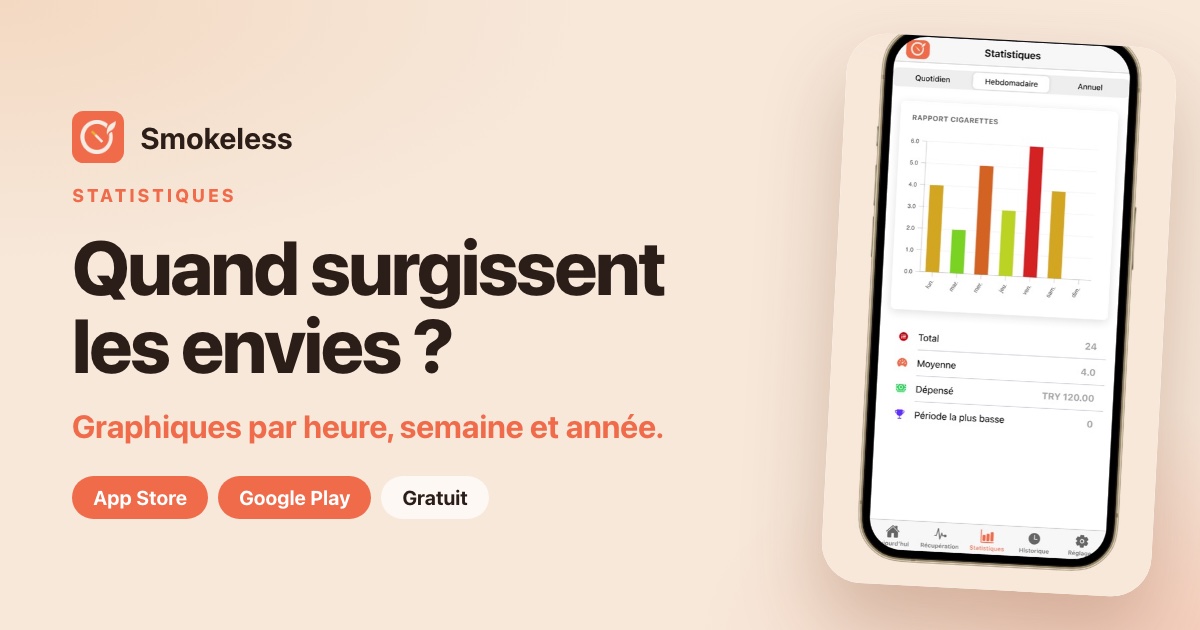 Smokeless
STATISTIQUES
Quand surgissent
les envies ?
Graphiques par heure, semaine et année.
App Store
Google Play
Gratuit
Statistiques
Quotidien
Hebdomadaire
Annuel
RAPPORT CIGARETTES
6.0
5.0
4.0
3.0
2.0
1.0
0.0
lun.
mar.
mer.
jeu.
ven.
sam.
dim.
Total 24
Moyenne 4.0
Dépensé TRY 120.00
Période la plus basse 0
ourd'hui
Récupération
Statistiques
Historique
Réglag